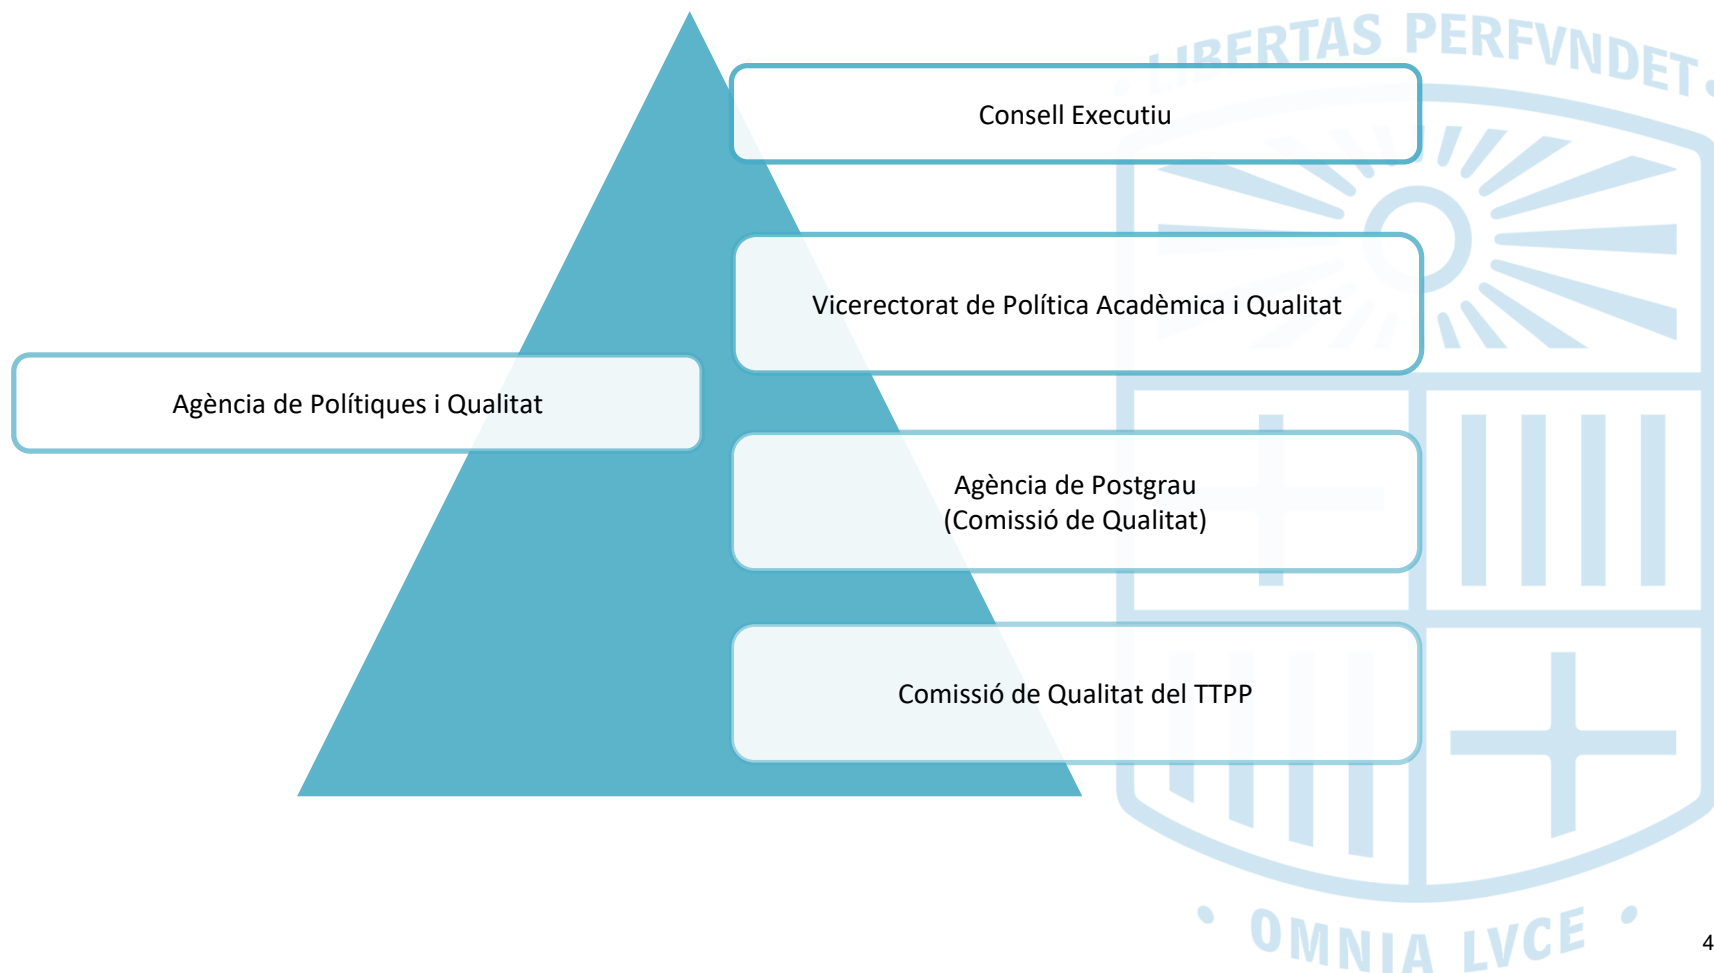 LIBERTAS PERFVNDET
Consell Executiu
Vicerectorat de Política Acadèmica i Qualitat
Agència de Polítiques i Qualitat
Agència de Postgrau
(Comissió de Qualitat)
Comissió de Qualitat del TTPP
OMNIA LVCE
4